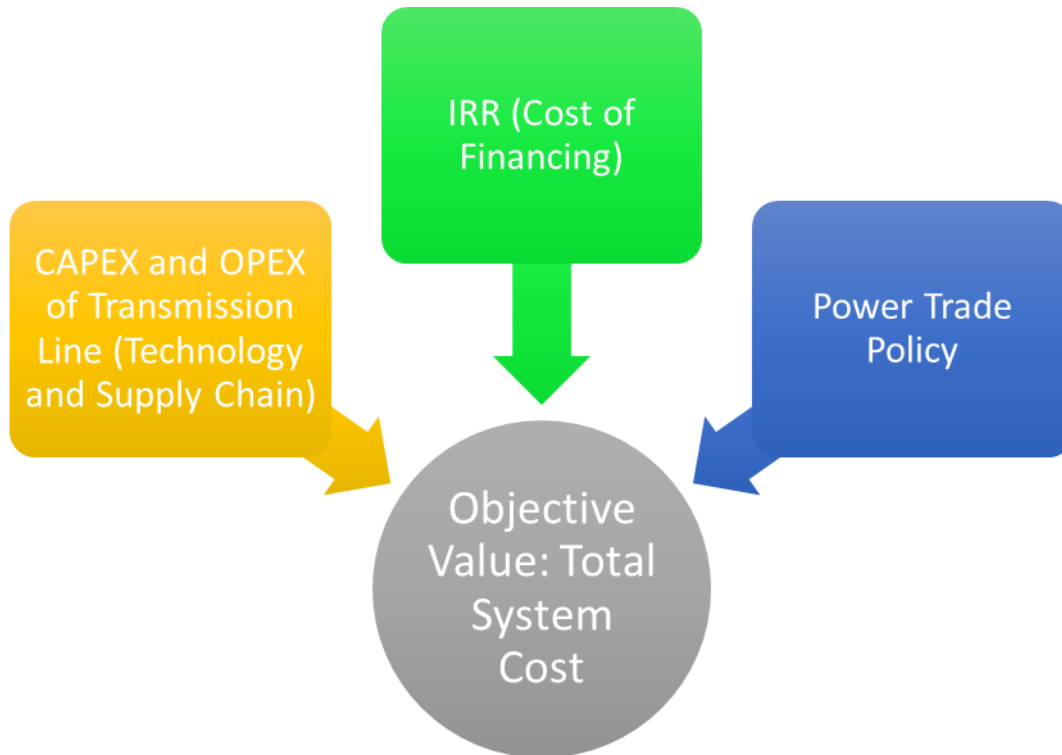 IRR (Cost of
Financing)
CAPEX and OPEX
of Transmission
Line (Technology
and Supply Chain)
Power Trade
Policy
Objective
Value: Total
System
Cost